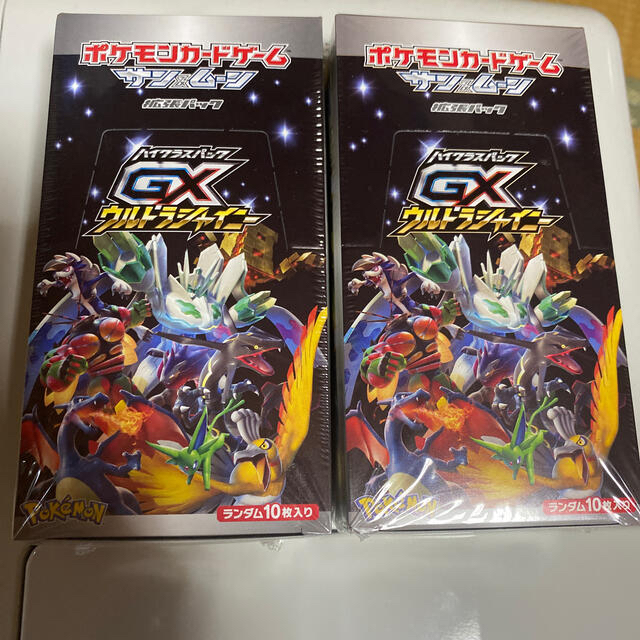 ポケモンカードゲーム
サン&ムーン
拡張パック
ハイクラスパック
GX
ウルトラシャイニー
POKéMON
ランダム10枚入り
ポケモンカードゲーム
サン&ムーン
拡張パック
ハイクラスパック
GX
ウルトラシャイニー
POKéMON
ランダム10枚入り